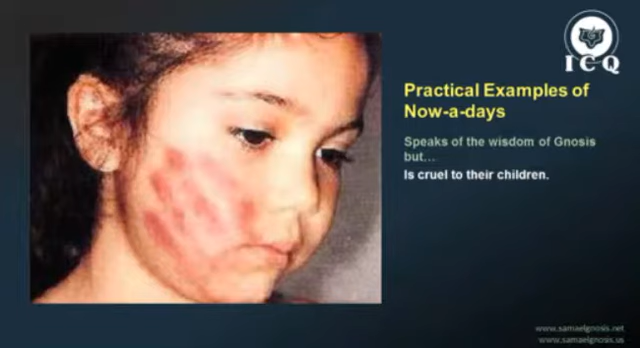 ICQ
Practical Examples of
Now-a-days
Speaks of the wisdom of Gnosis
but...
Is cruel to their children.
www.samaelgnosis.net
www.samaelgnosis.us